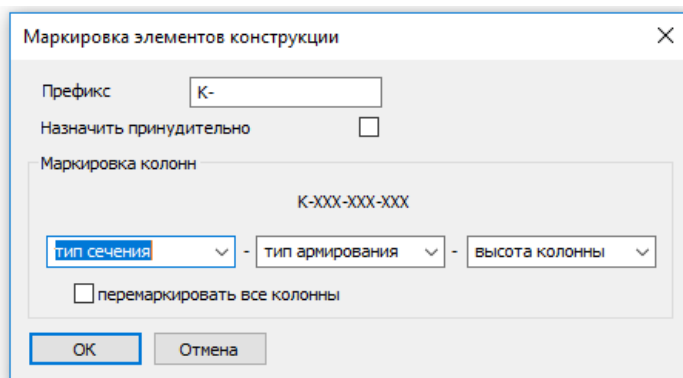 Маркировка элементов конструкции
Префикс К-
Назначить принудительно
Маркировка колонн
К-XXX-XXX-XXX
тип сечения - тип армирования - высота колонны
перемаркировать все колонны
ОК Отмена